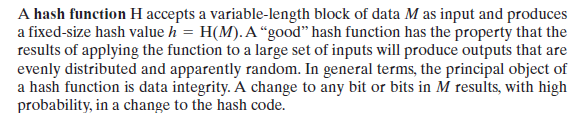 A hash function H accepts a variable-length block of data M as input and produces
a fixed-size hash value h = H(M). A “good” hash function has the property that the
results of applying the function to a large set of inputs will produce outputs that are
evenly distributed and apparently random. In general terms, the principal object of
a hash function is data integrity. A change to any bit or bits in M results, with high
probability, in a change to the hash code.